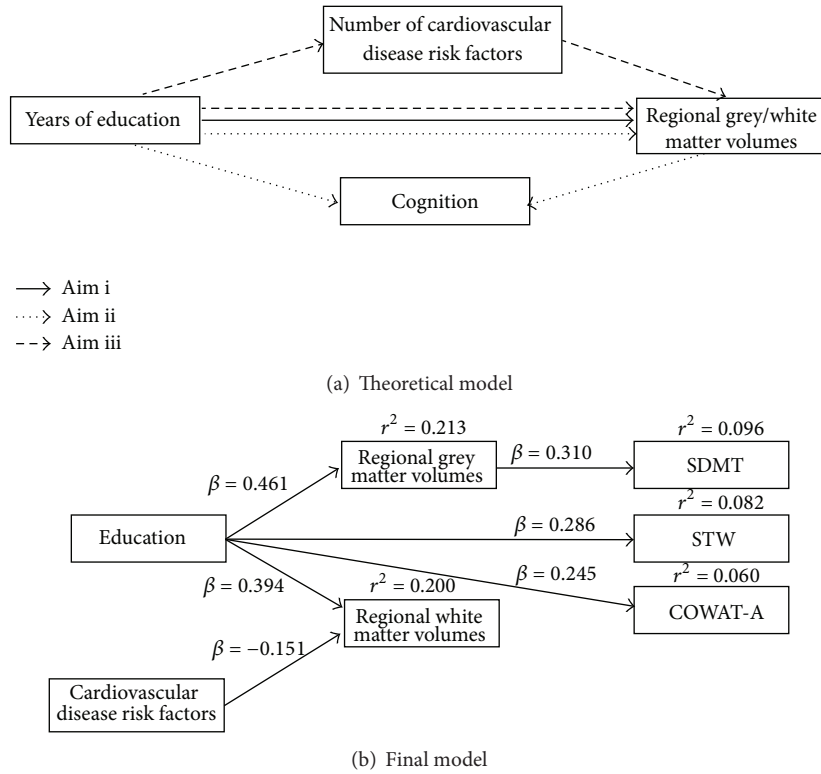 Number of cardiovascular
disease risk factors
Years of education
Regional grey/white
matter volumes
Cognition
Aim i
Aim ii
Aim iii
(a) Theoretical model
r² = 0.213
Regional grey
matter volumes
β = 0.310
r² = 0.096
SDMT
β = 0.461
Education
β = 0.286
r² = 0.082
STW
β = 0.394
r² = 0.200
Regional white
matter volumes
β = 0.245
r² = 0.060
COWAT-A
β = −0.151
Cardiovascular
disease risk factors
(b) Final model